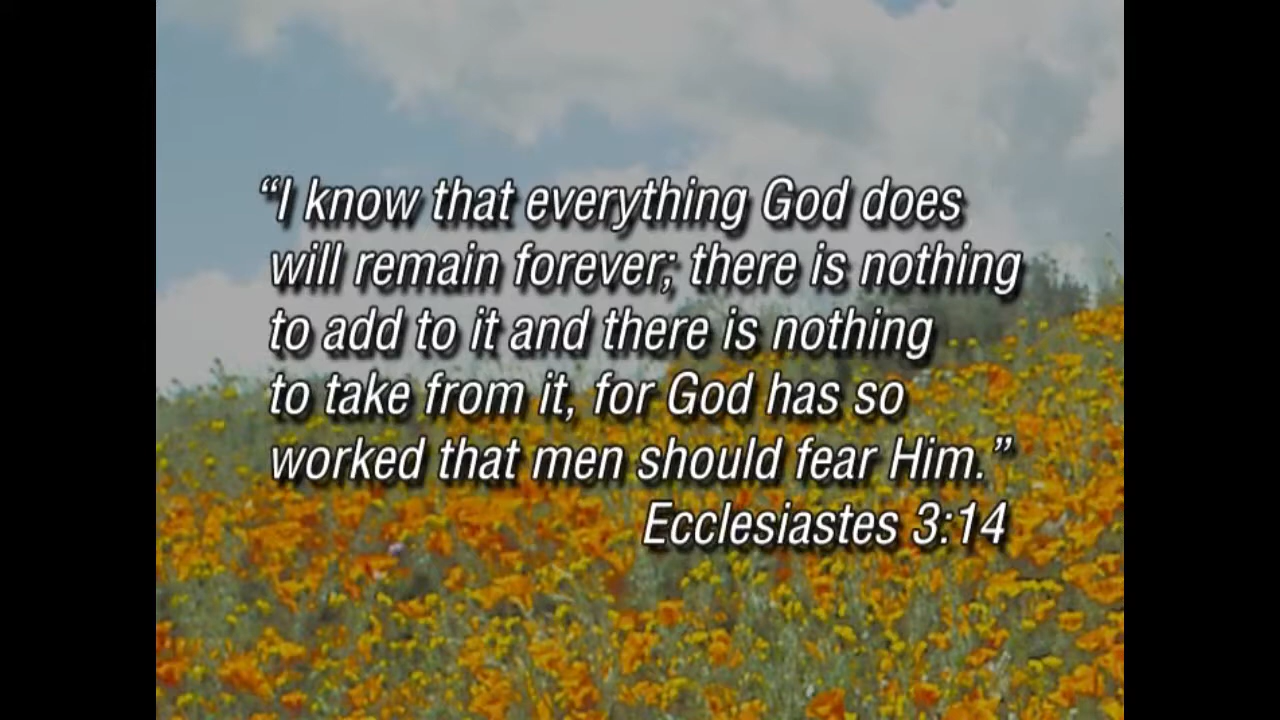 “I know that everything God does
will remain forever; there is nothing
to add to it and there is nothing
to take from it, for God has so
worked that men should fear Him.”
Ecclesiastes 3:14